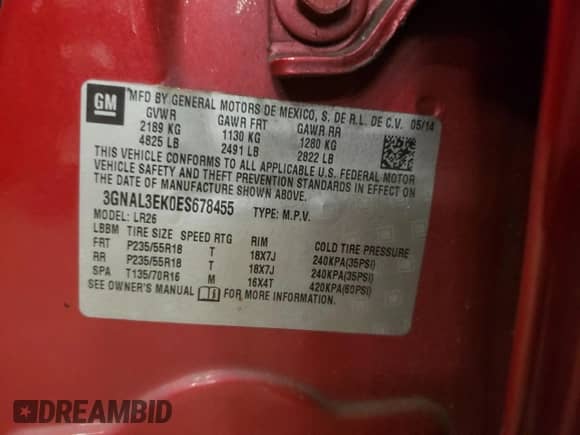 GM
MFD BY GENERAL MOTORS DE MEXICO, S. DE R.L. DE C.V. 05/14
GVWR GAWR FRT GAWR RR
2189 KG 1130 KG 1280 KG
4825 LB 2491 LB 2822 LB
THIS VEHICLE CONFORMS TO ALL APPLICABLE U.S. FEDERAL MOTOR
VEHICLE SAFETY AND THEFT PREVENTION STANDARDS IN EFFECT ON
THE DATE OF MANUFACTURE SHOWN ABOVE.
3GNAL3EK0ES678455 TYPE: M.P.V.
MODEL: LR26
LBBM TIRE SIZE SPEED RTG RIM COLD TIRE PRESSURE
FRT P235/55R18 T 18X7J 240KPA(35PSI)
RR P235/55R18 T 18X7J 240KPA(35PSI)
SPA T135/70R16 M 16X4T 420KPA(60PSI)
SEE OWNER'S MANUAL FOR MORE INFORMATION.
DREAMBID